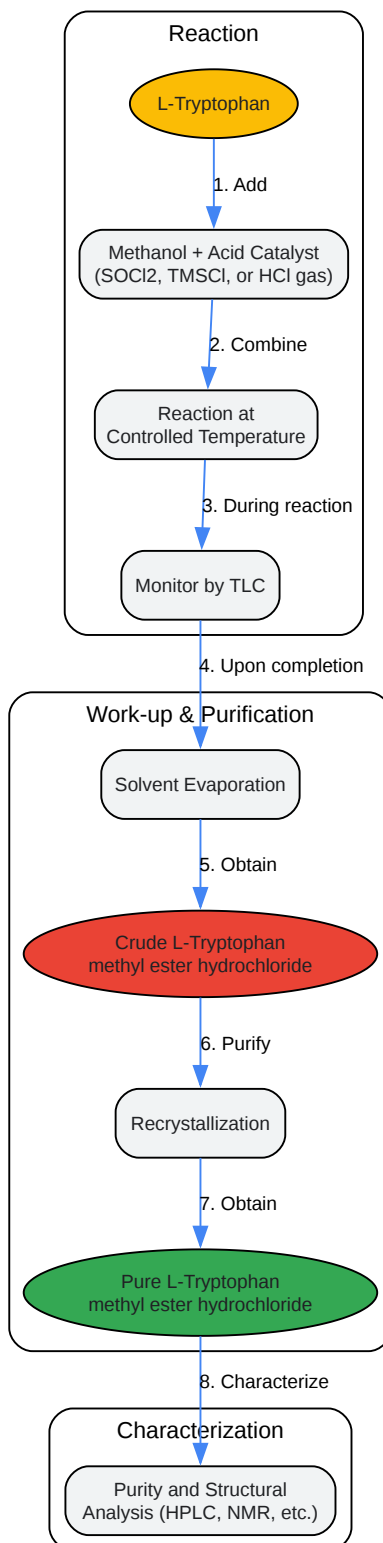 Reaction
L-Tryptophan
1. Add
Methanol + Acid Catalyst
(SOCl2, TMSCl, or HCl gas)
2. Combine
Reaction at
Controlled Temperature
3. During reaction
Monitor by TLC
4. Upon completion
Work-up & Purification
Solvent Evaporation
5. Obtain
Crude L-Tryptophan
methyl ester hydrochloride
6. Purify
Recrystallization
7. Obtain
Pure L-Tryptophan
methyl ester hydrochloride
8. Characterize
Characterization
Purity and Structural
Analysis (HPLC, NMR, etc.)